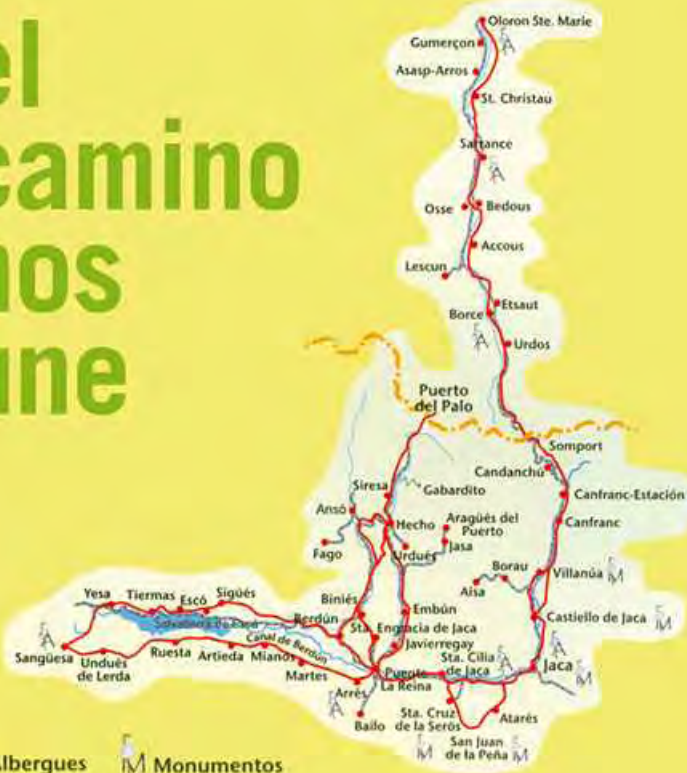 el
camino
nos
une
Oloron Ste. Marie
Gumerçon
Asasp-Arros
St. Christau
Sarrance
Osse
Bedous
Accous
Lescun
Etsaut
Borce
Urdos
Puerto
del Palo
Somport
Candanchú
Siresa
Gabardito
Canfranc-Estación
Ansó
Hecho
Aragüés del
Puerto
Canfranc
Fago
Urdués
Jasa
Borau
Villanúa
Aisa
Yesa
Tiermas
Escó
Sigüés
Biniés
Embún
Castiello de Jaca
Berdún
Sta. Engracia de Jaca
Sangüesa
Undués
de Lerda
Ruesta
Artieda
Mianos
Canal de Berdún
Martes
Javierregay
Puente
La Reina
Sta. Cilia
de Jaca
Jaca
Arrés
Bailo
Sta. Cruz
de la Serós
Atarés
San Juan
de la Peña
Albergues
Monumentos